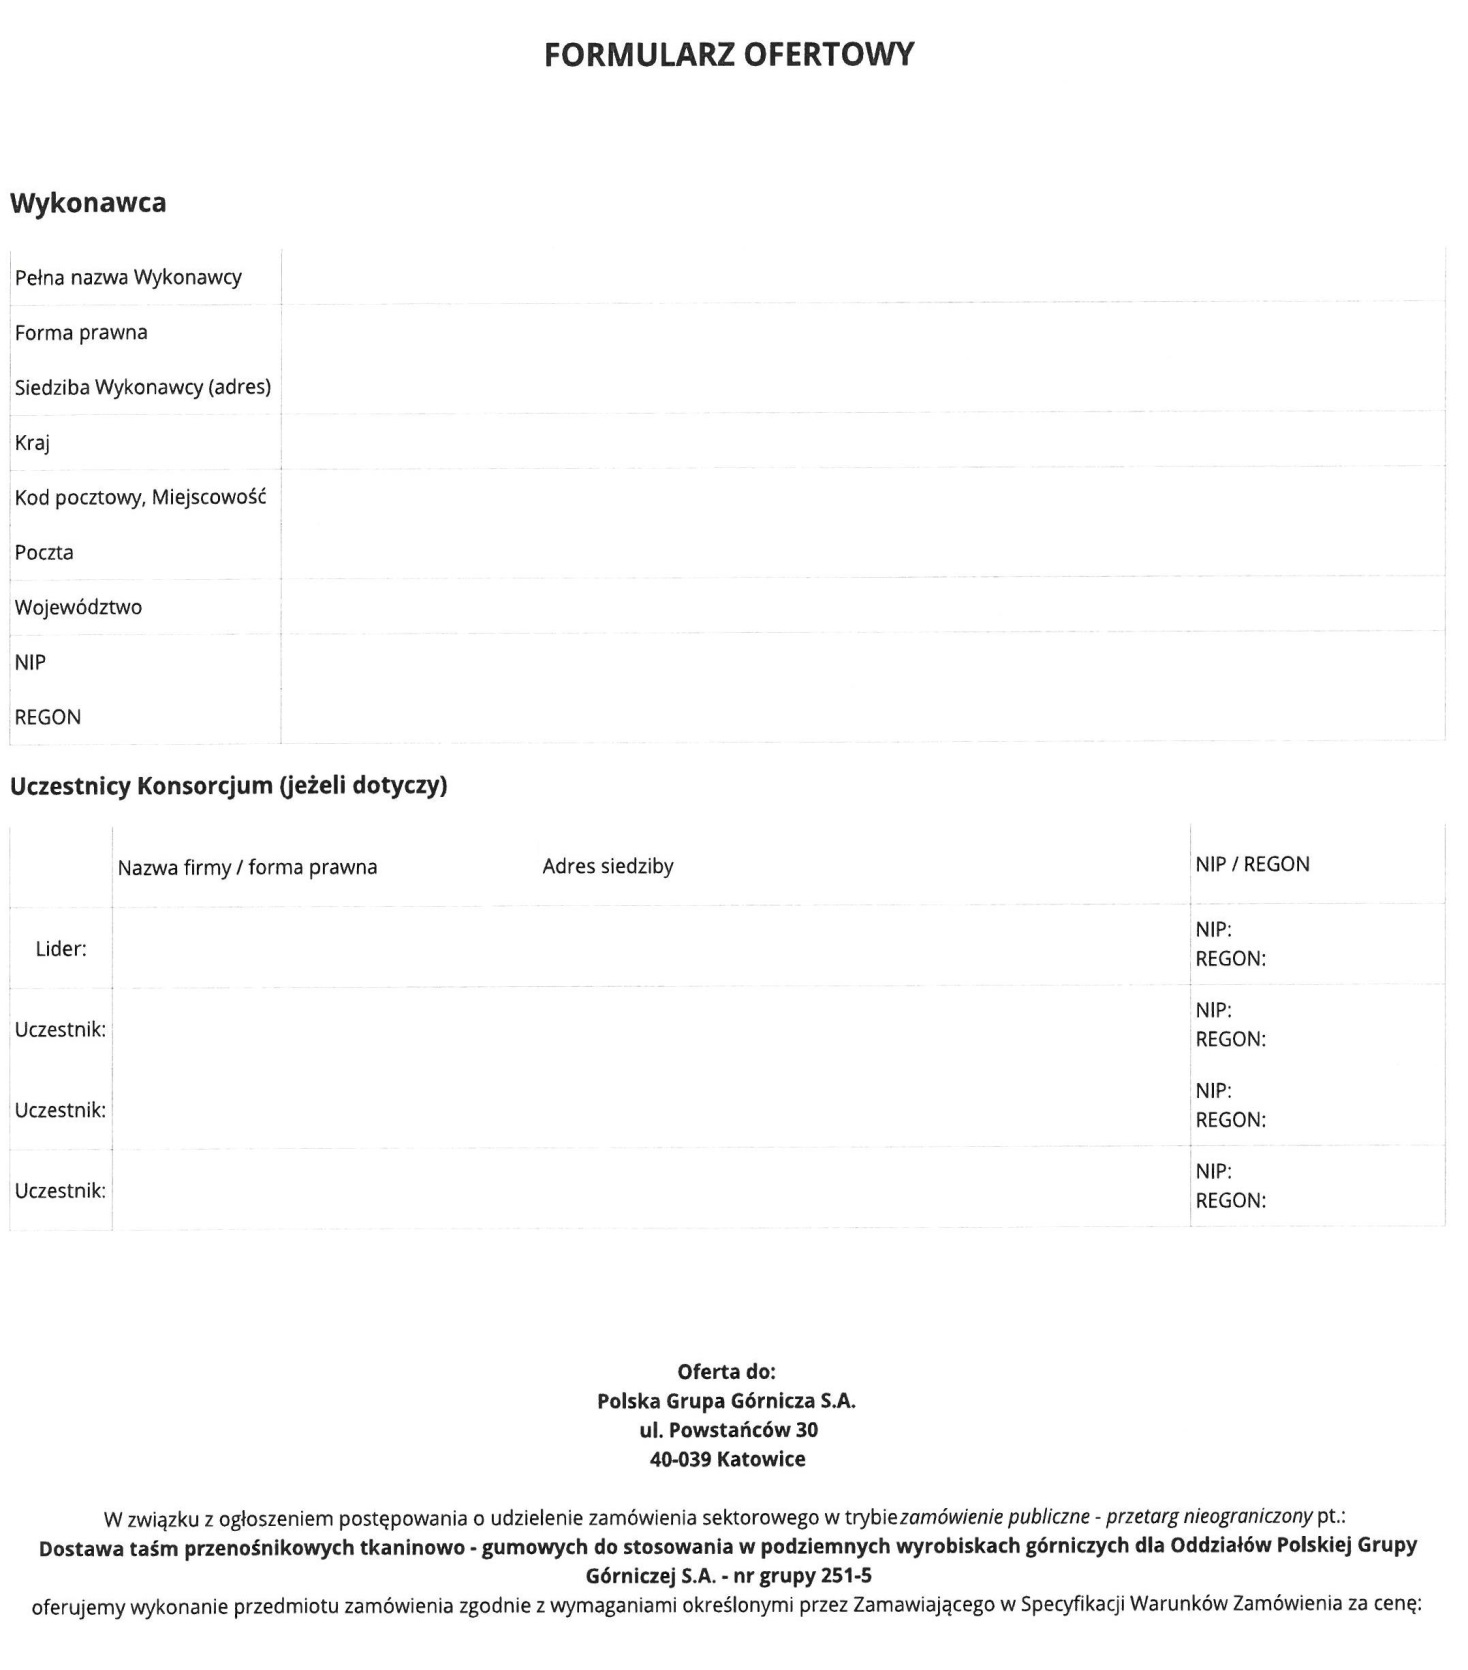 FORMULARZ OFERTOWY
Wykonawca
Pełna nazwa Wykonawcy
Forma prawna
Siedziba Wykonawcy (adres)
Kraj
Kod pocztowy, Miejscowość
Poczta
Województwo
NIP
REGON
Uczestnicy Konsorcjum (jeżeli dotyczy)
Nazwa firmy / forma prawna Adres siedziby NIP / REGON
Lider:
NIP:
REGON:
Uczestnik:
NIP:
REGON:
Uczestnik:
NIP:
REGON:
Uczestnik:
NIP:
REGON:
Oferta do:
Polska Grupa Górnicza S.A.
ul. Powstańców 30
40-039 Katowice
W związku z ogłoszeniem postępowania o udzielenie zamówienia sektorowego w trybie zamówienie publiczne - przetarg nieograniczony pt.:
Dostawa taśm przenośnikowych tkaninowo - gumowych do stosowania w podziemnych wyrobiskach górniczych dla Oddziałów Polskiej Grupy
Górniczej S.A. - nr grupy 251-5
oferujemy wykonanie przedmiotu zamówienia zgodnie z wymaganiami określonymi przez Zamawiającego w Specyfikacji Warunków Zamówienia za cenę: